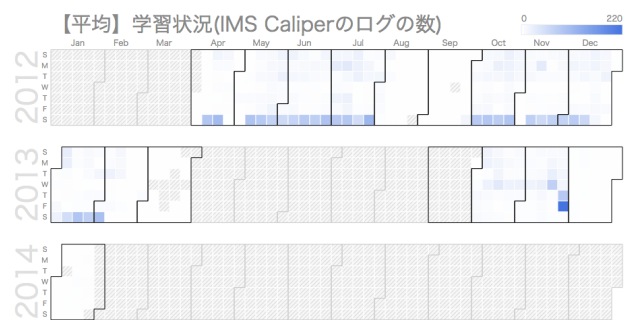 【平均】学習状況(IMS Caliperのログの数)
0 220
Jan Feb Mar Apr May Jun Jul Aug Sep Oct Nov Dec
2012
S
M
T
W
T
F
S
2013
S
M
T
W
T
F
S
2014
S
M
T
W
T
F
S